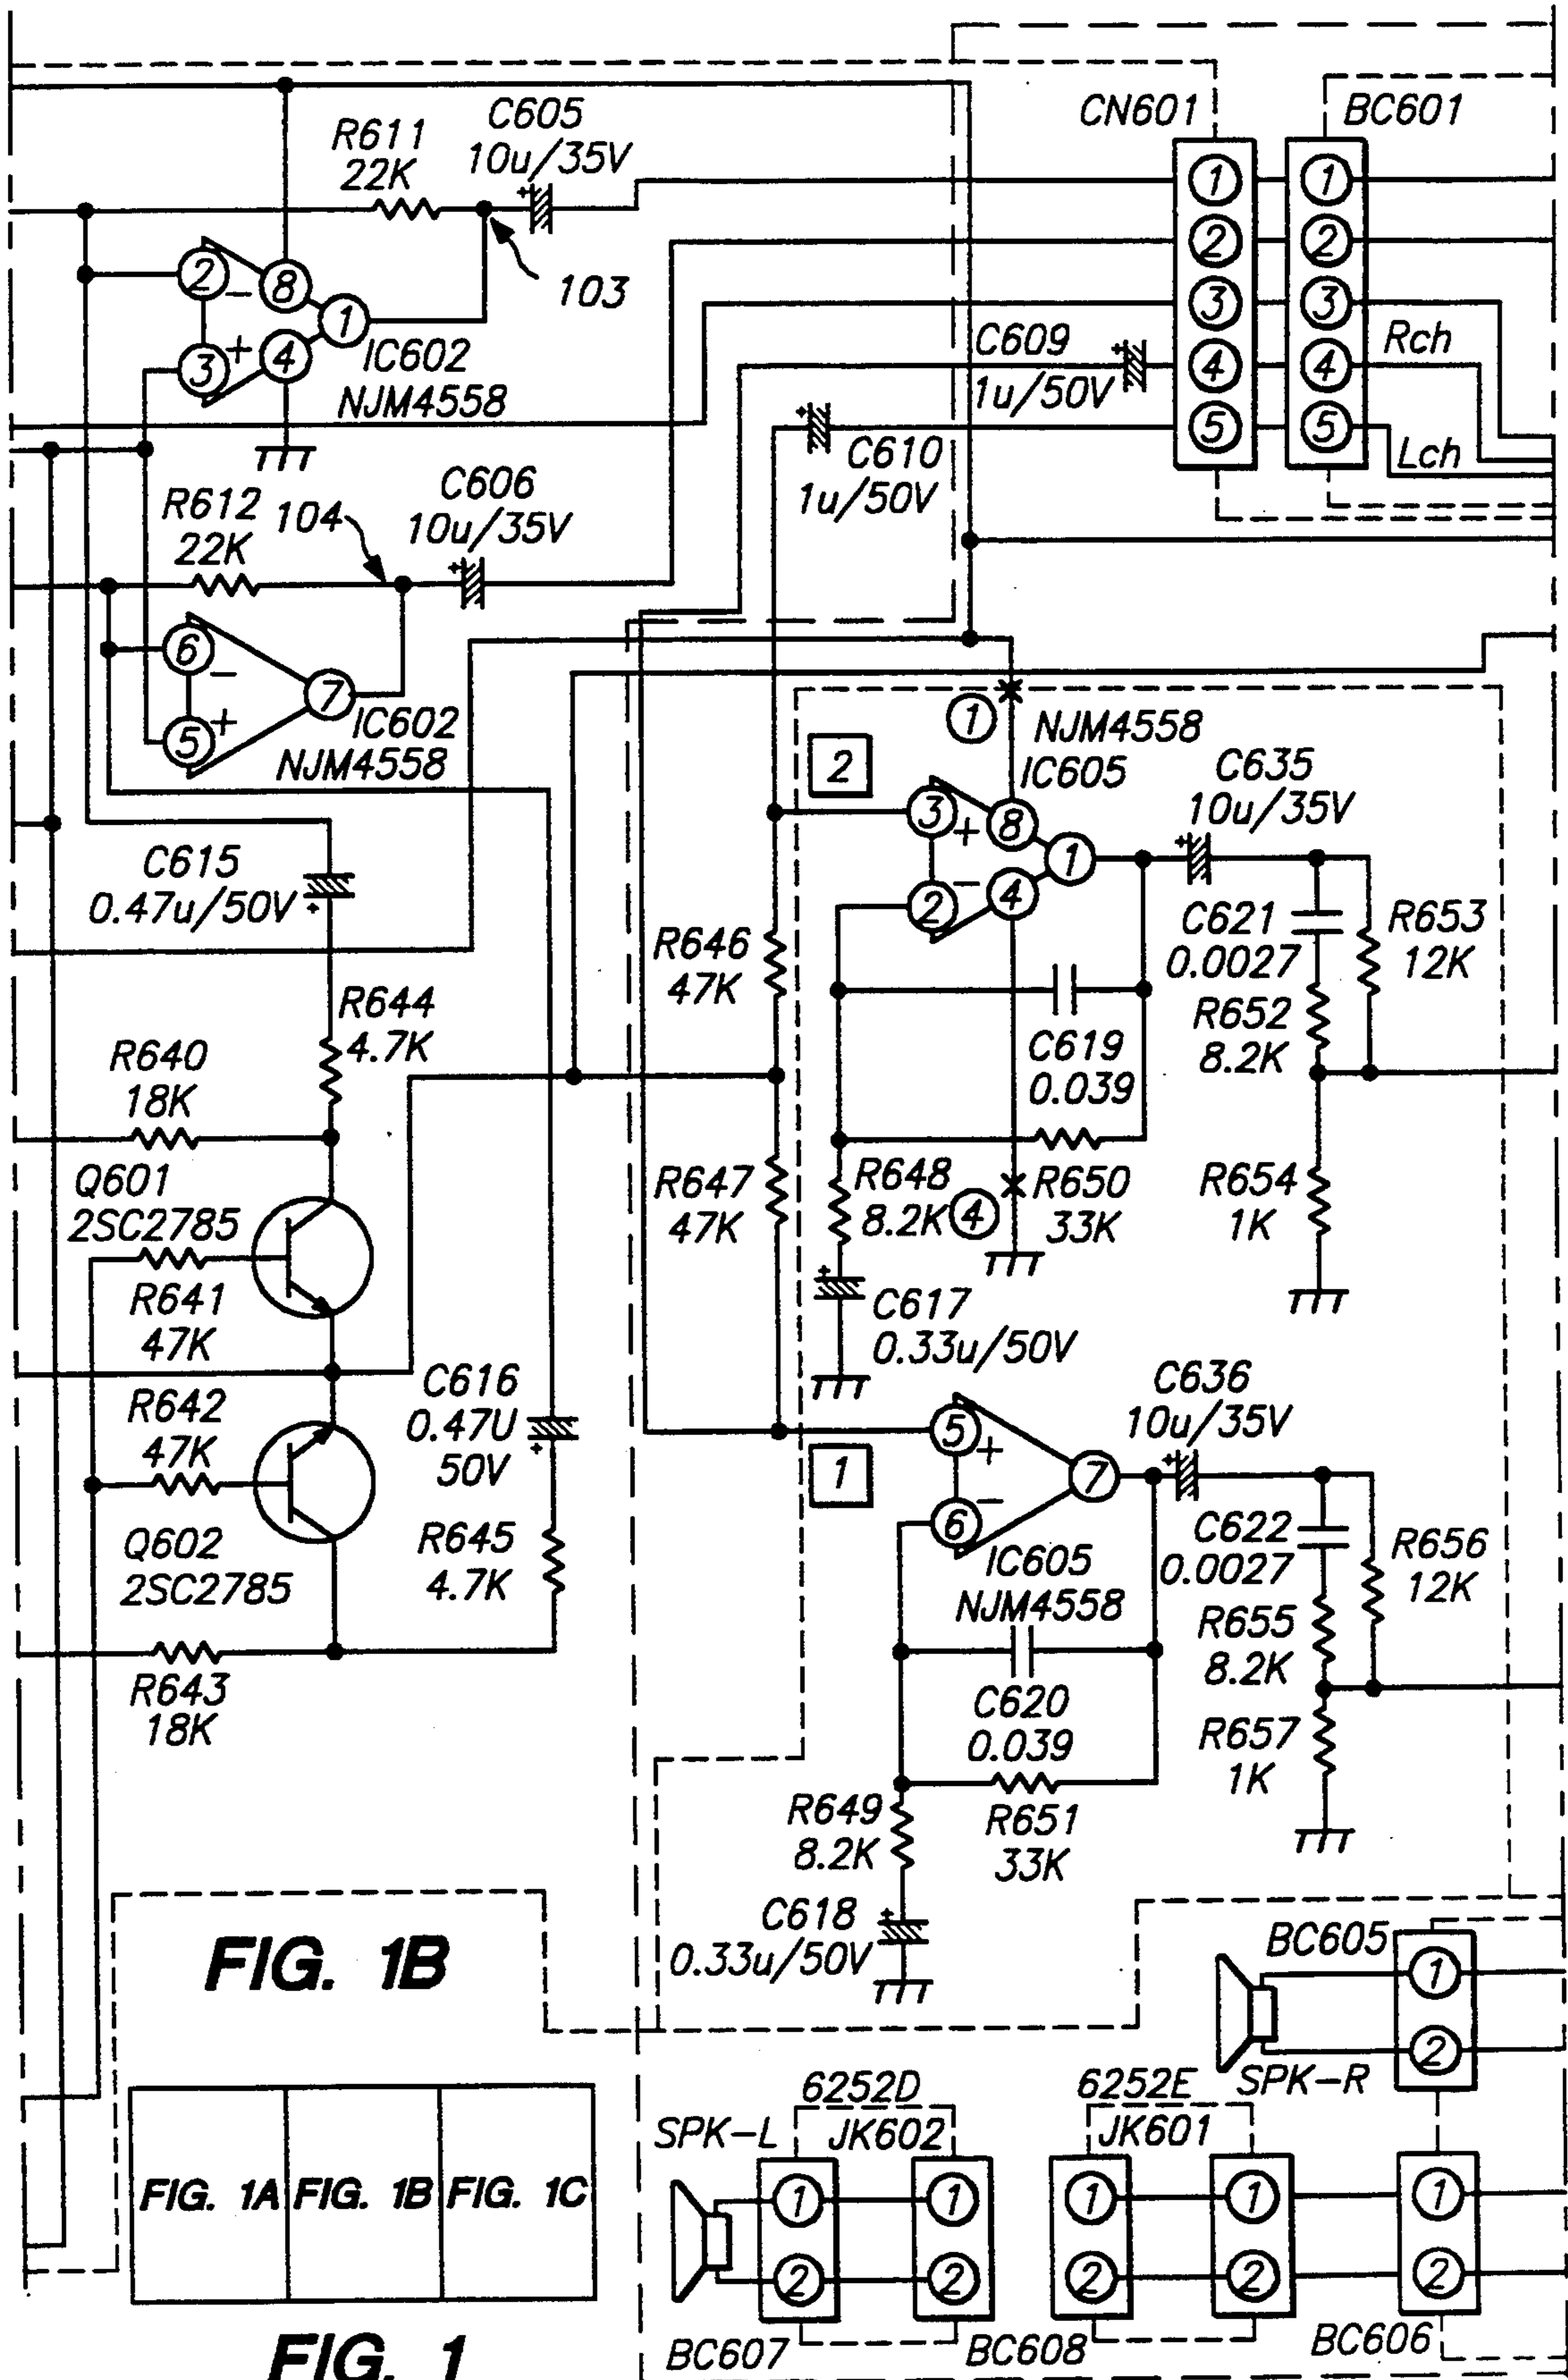 CN601
BC601
C605
10u/35V
R611
22K
1
1
2
2
3
3
4
4
5
5
Rch
Lch
103
2
-
8
1
+
4
3
IC602
NJM4558
C609
1u/50V
C610
1u/50V
R612
22K
104
C606
10u/35V
6
-
7
5
+
IC602
NJM4558
1
NJM4558
IC605
2
3
+
8
1
-
4
2
C635
10u/35V
C615
0.47u/50V
C621
0.0027
R653
12K
R646
47K
R652
8.2K
R644
4.7K
C619
0.039
R640
18K
Q601
2SC2785
R647
47K
R648
8.2K
4
R650
33K
R654
1K
R641
47K
C617
0.33u/50V
R642
47K
C616
0.47U
50V
C636
10u/35V
1
5
+
7
-
6
Q602
2SC2785
R645
4.7K
IC605
NJM4558
C622
0.0027
R656
12K
R655
8.2K
R643
18K
C620
0.039
R657
1K
R649
8.2K
R651
33K
C618
0.33u/50V
FIG. 1B
BC605
1
2
SPK-R
6252D
6252E
SPK-L
JK602
JK601
1
1
1
1
1
2
2
2
2
2
BC607
BC608
BC606
FIG. 1A
FIG. 1B
FIG. 1C
FIG. 1